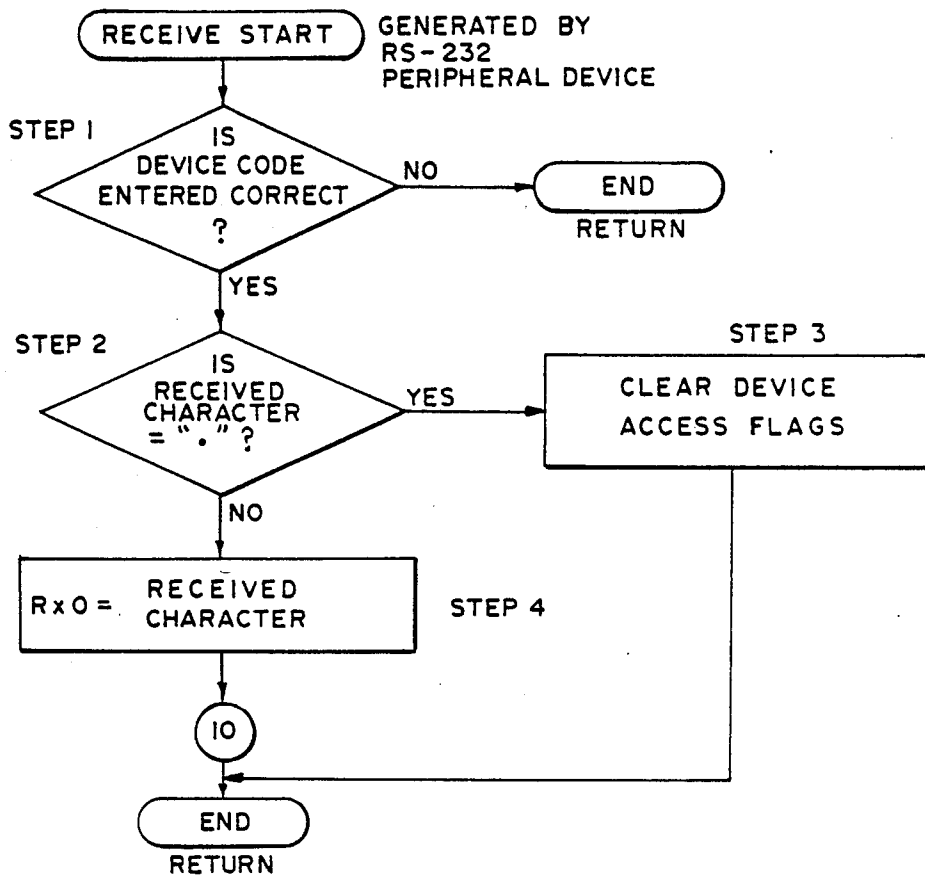 RECEIVE START
GENERATED BY
RS-232
PERIPHERAL DEVICE
STEP 1
IS
DEVICE CODE
ENTERED CORRECT
?
NO
END
RETURN
YES
STEP 2
IS
RECEIVED
CHARACTER
= "." ?
YES
STEP 3
CLEAR DEVICE
ACCESS FLAGS
NO
RxO = RECEIVED
CHARACTER
STEP 4
10
END
RETURN